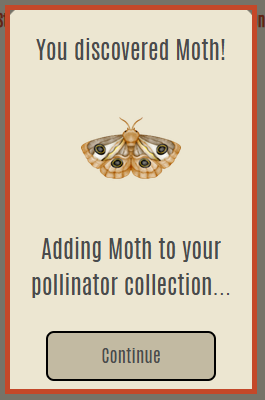 You discovered Moth!
Adding Moth to your
pollinator collection...
Continue